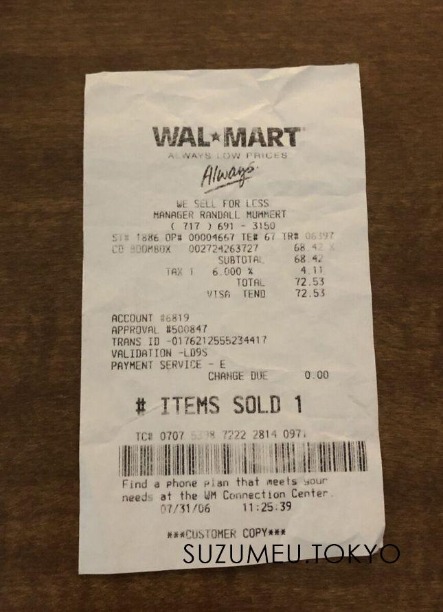 WAL★MART
ALWAYS LOW PRICES
Always
WE SELL FOR LESS
MANAGER RANDALL MUMMERT
( 717 ) 691 - 3150
ST# 1886 OP# 00004667 TE# 67 TR# 06397
CD BOOMBOX 002724263727 68.42 X
SUBTOTAL 68.42
TAX 1 6.000 % 4.11
TOTAL 72.53
VISA TEND 72.53
ACCOUNT #6819
APPROVAL #500847
TRANS ID -0176212555234417
VALIDATION -LD9S
PAYMENT SERVICE - E
CHANGE DUE 0.00
# ITEMS SOLD 1
TC# 0707 7222 2814 0971
Find a phone plan that meets your
needs at the WM Connection Center.
07/31/06 11:25:39
***CUSTOMER COPY***
SUZUMEU.TOKYO